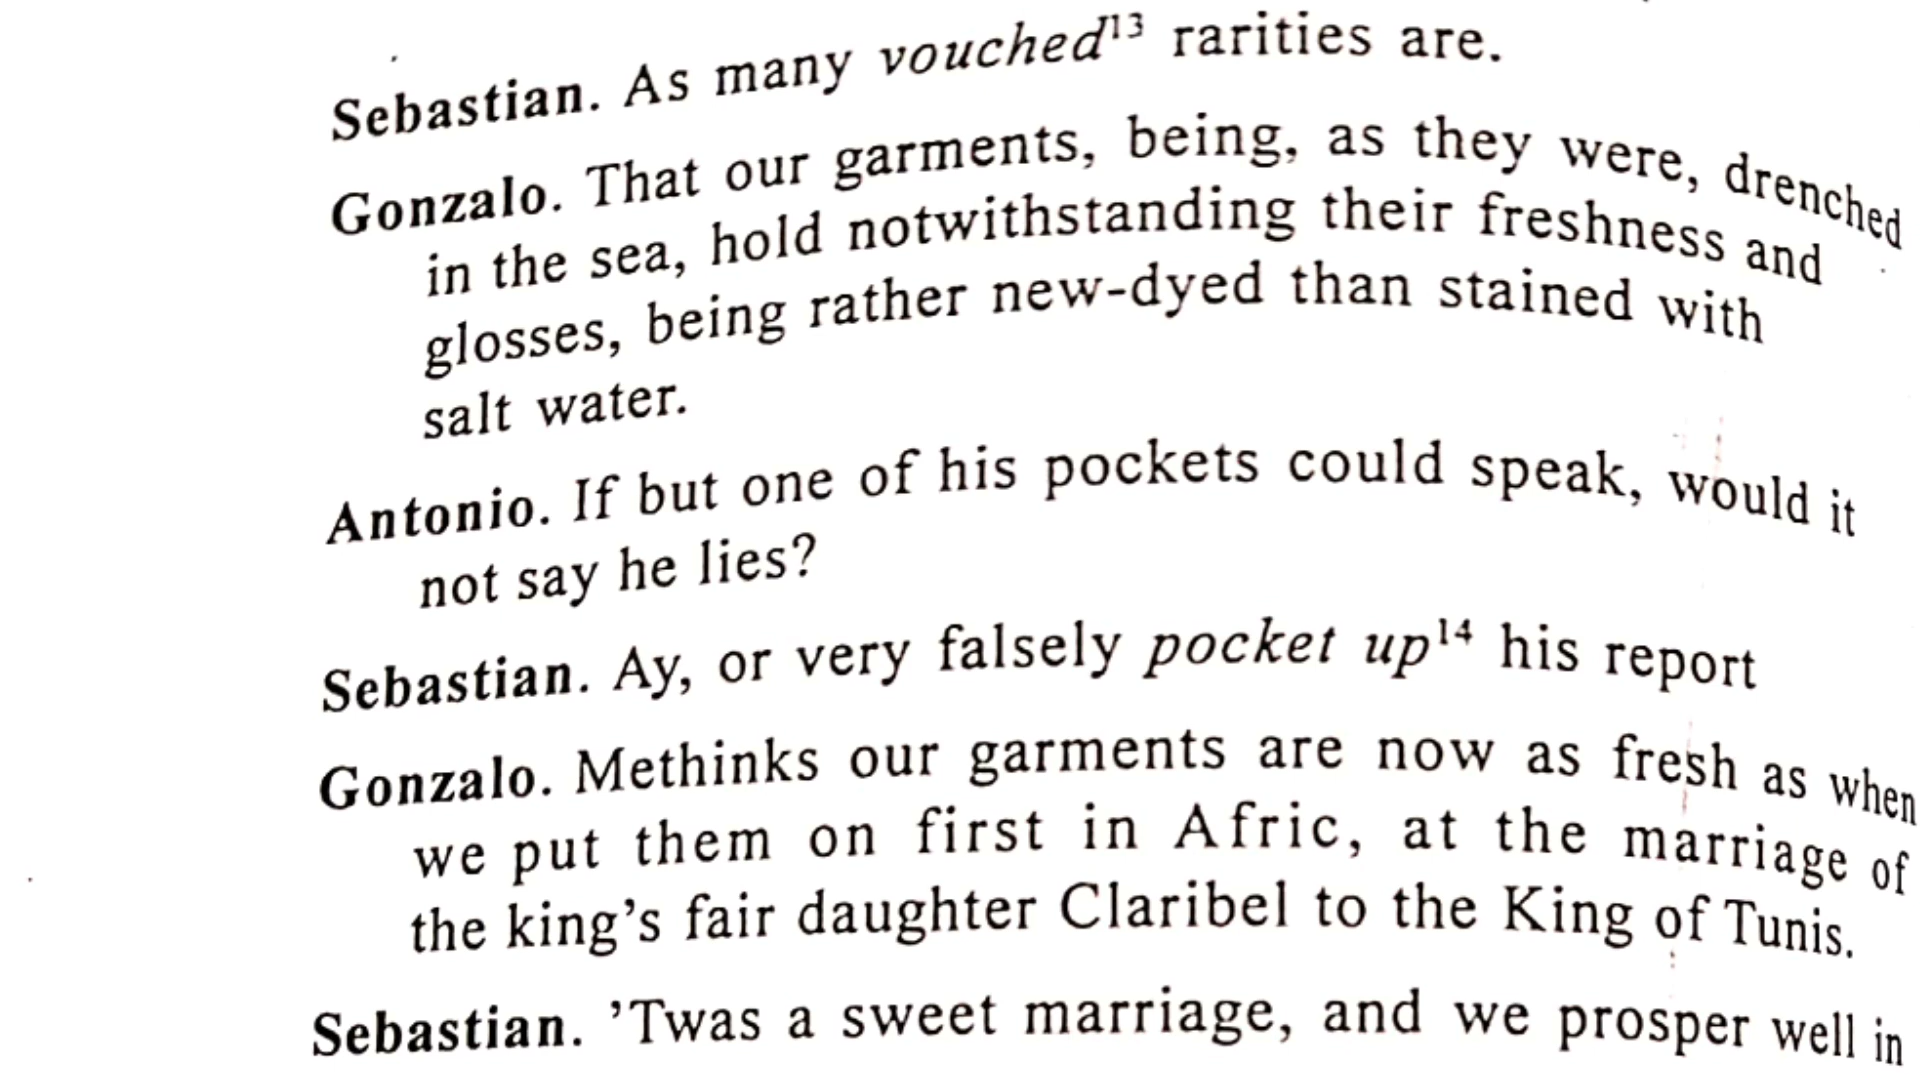 Sebastian. As many vouched¹³ rarities are.
Gonzalo. That our garments, being, as they were, drenched
in the sea, hold notwithstanding their freshness and
glosses, being rather new-dyed than stained with
salt water.
Antonio. If but one of his pockets could speak, would it
not say he lies?
Sebastian. Ay, or very falsely pocket up¹⁴ his report
Gonzalo. Methinks our garments are now as fresh as when
we put them on first in Afric, at the marriage of
the king's fair daughter Claribel to the King of Tunis.
Sebastian. 'Twas a sweet marriage, and we prosper well in